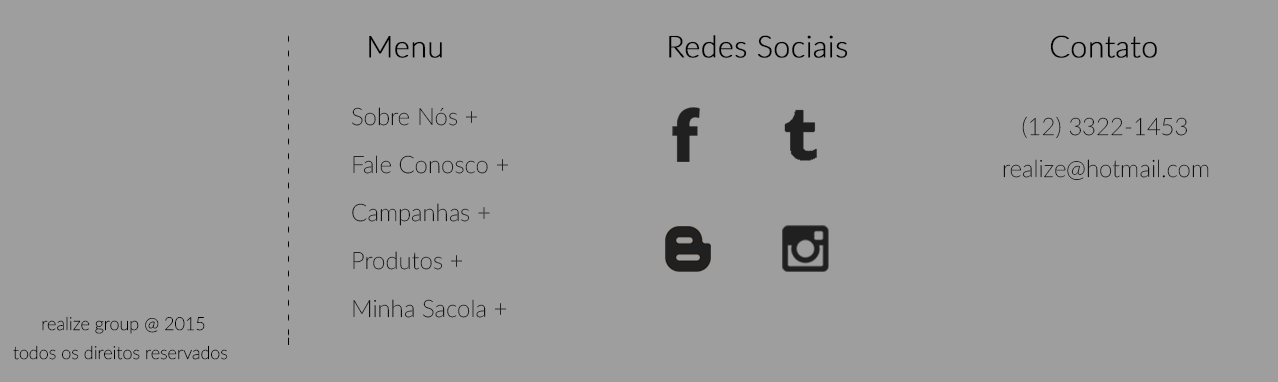 Menu
Sobre Nós +
Fale Conosco +
Campanhas +
Produtos +
Minha Sacola +
Redes Sociais
Contato
(12) 3322-1453
realize@hotmail.com
realize group @ 2015
todos os direitos reservados